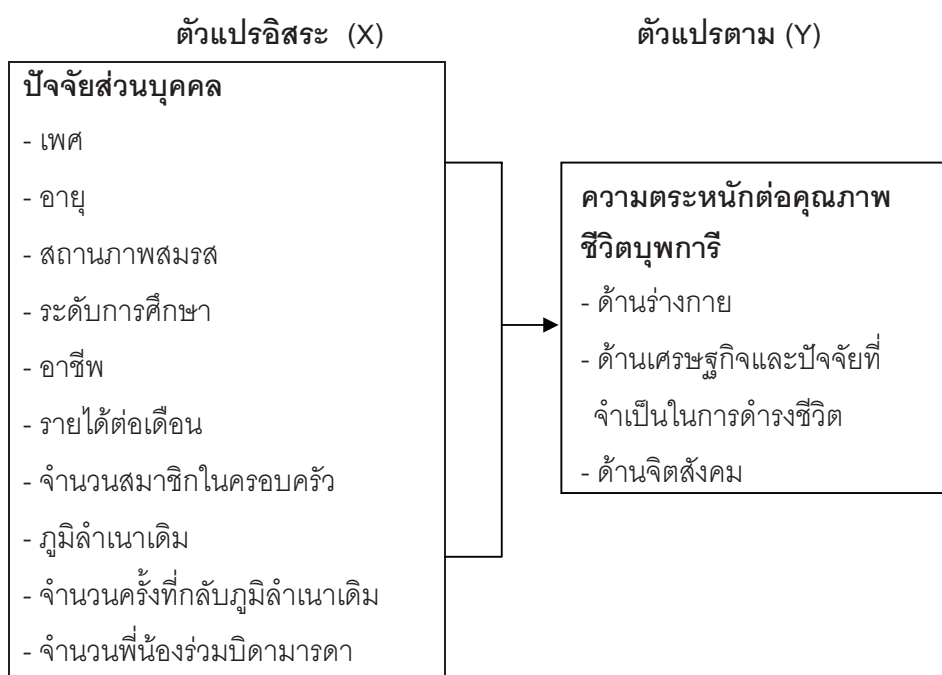 ตัวแปรอิสระ (X)
ตัวแปรตาม (Y)
ปัจจัยส่วนบุคคล
- เพศ
- อายุ
- สถานภาพสมรส
- ระดับการศึกษา
- อาชีพ
- รายได้ต่อเดือน
- จำนวนสมาชิกในครอบครัว
- ภูมิลำเนาเดิม
- จำนวนครั้งที่กลับภูมิลำเนาเดิม
- จำนวนพี่น้องร่วมบิดามารดา
ความตระหนักต่อคุณภาพ
ชีวิตบุพการี
- ด้านร่างกาย
- ด้านเศรษฐกิจและปัจจัยที่
จำเป็นในการดำรงชีวิต
- ด้านจิตสังคม